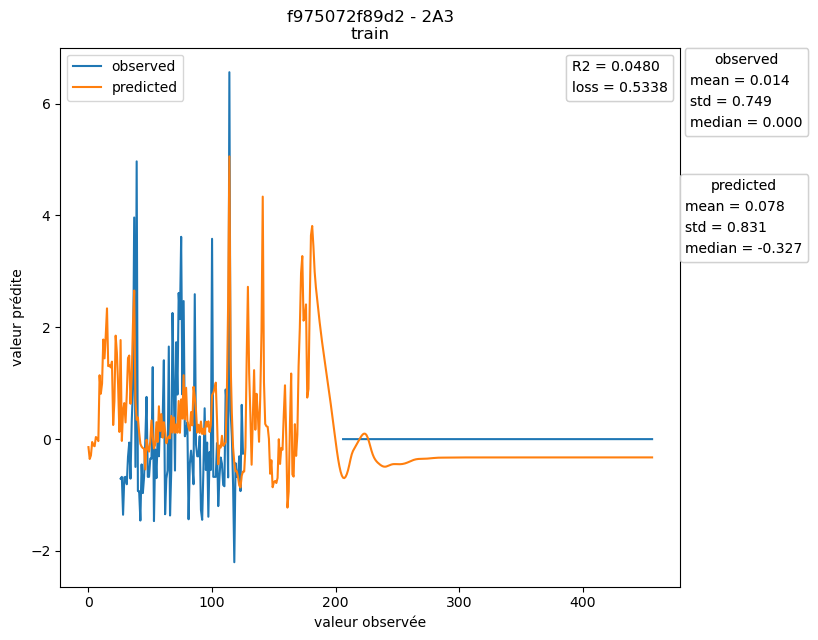 f975072f89d2 - 2A3
train
observed
predicted
R2 = 0.0480
loss = 0.5338
observed
mean = 0.014
std = 0.749
median = 0.000
predicted
mean = 0.078
std = 0.831
median = -0.327
valeur prédite
6
4
2
0
−2
0
100
200
300
400
valeur observée